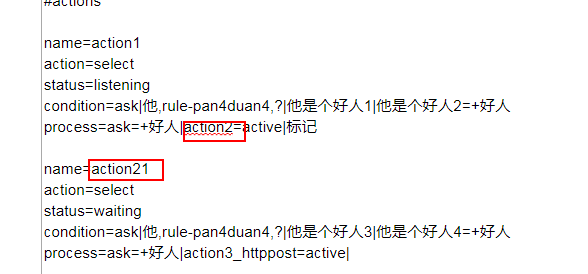 #actions
name=action1
action=select
status=listening
condition=ask|他,rule-pan4duan4,?|他是个好人1|他是个好人2=+好人
process=ask=+好人|action2=active|标记
name=action21
action=select
status=waiting
condition=ask|他,rule-pan4duan4,?|他是个好人3|他是个好人4=+好人
process=ask=+好人|action3_httppost=active|